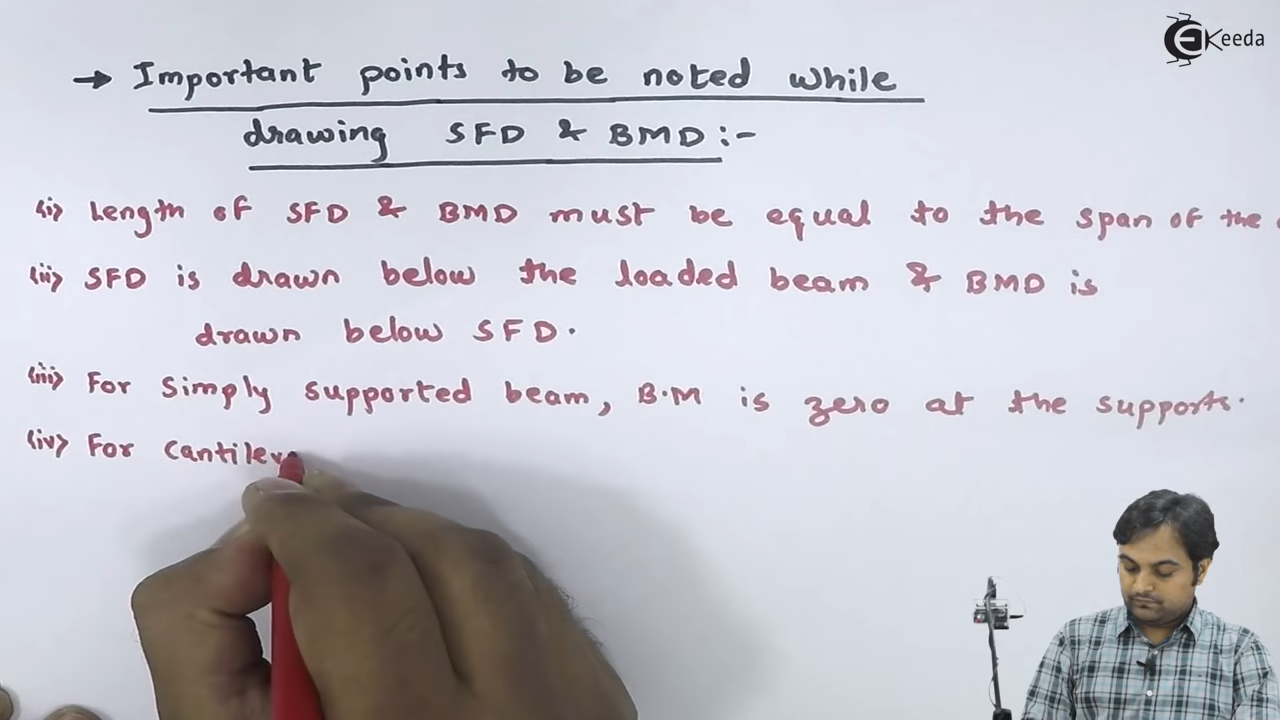 Keeda
→ Important points to be noted while
drawing SFD & BMD:-
(i) Length of SFD & BMD must be equal to the span of the
(ii) SFD is drawn below the loaded beam & BMD is
drawn below SFD.
(iii) For simply supported beam, B.M is zero at the supports.
(iv) For cantilev